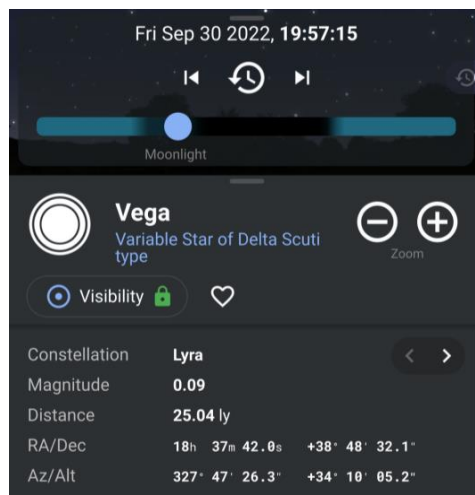 Fri Sep 30 2022, 19:57:15
Moonlight
Vega
Variable Star of Delta Scuti
type
Zoom
Visibility
Constellation Lyra
Magnitude 0.09
Distance 25.04 ly
RA/Dec 18h 37m 42.0s +38° 48' 32.1"
Az/Alt 327° 47' 26.3" +34° 10' 05.2"